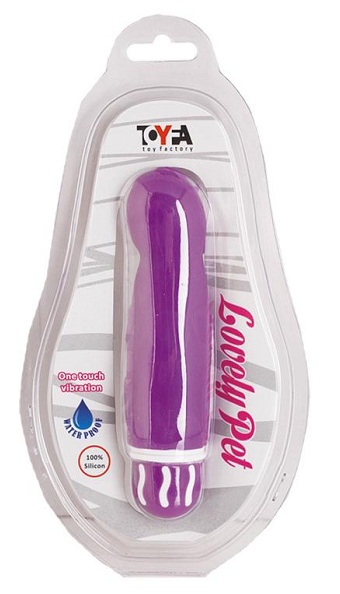 TOYFA
toy factory
Lovely Pet
One touch
vibration
WATER PROOF
100%
Silicon